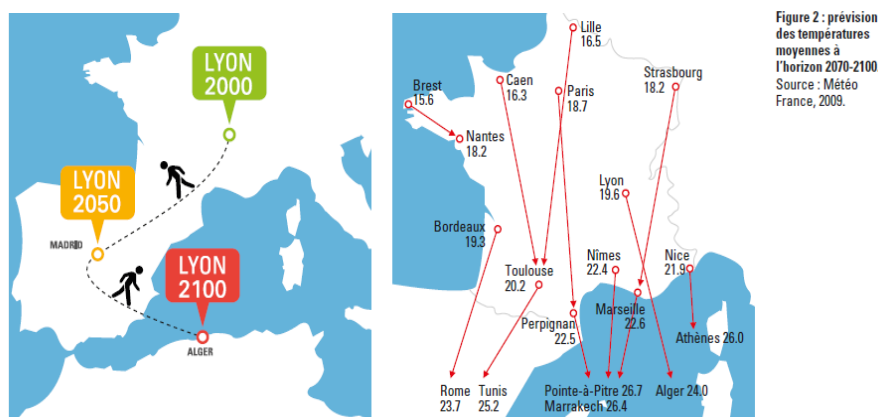 LYON
2000
LYON
2050
MADRID
LYON
2100
ALGER
Lille
16.5
Caen
16.3
Strasbourg
18.2
Brest
15.6
Paris
18.7
Nantes
18.2
Lyon
19.6
Bordeaux
19.3
Nîmes
22.4
Nice
21.9
Toulouse
20.2
Marseille
22.6
Perpignan
22.5
Athènes 26.0
Rome
23.7
Tunis
25.2
Pointe-à-Pitre 26.7
Marrakech 26.4
Alger 24.0
Figure 2 : prévision
des températures
moyennes à
l'horizon 2070-2100
Source : Météo
France, 2009.